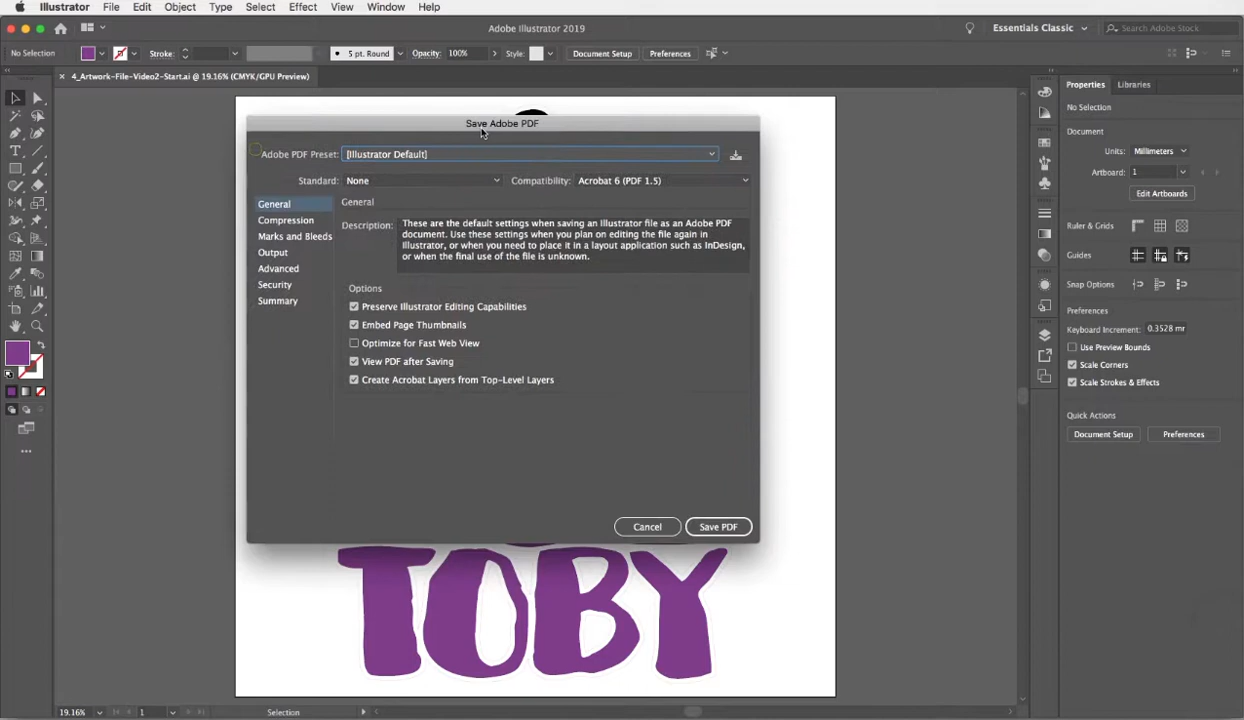 Illustrator File Edit Object Type Select Effect View Window Help
Adobe Illustrator 2019
Essentials Classic
Search Adobe Stock
No Selection
Stroke:
5 pt. Round
Opacity: 100%
Style:
Document Setup
Preferences
4_Artwork-File-Video2-Start.ai @ 19.16% (CMYK/GPU Preview)
Save Adobe PDF
Adobe PDF Preset: [Illustrator Default]
Standard: None
Compatibility: Acrobat 6 (PDF 1.5)
General
Compression
Marks and Bleeds
Output
Advanced
Security
Summary
General
Description: These are the default settings when saving an Illustrator file as an Adobe PDF
document. Use these settings when you plan on editing the file again in
Illustrator, or when you need to place it in a layout application such as InDesign,
or when the final use of the file is unknown.
Options
Preserve Illustrator Editing Capabilities
Embed Page Thumbnails
Optimize for Fast Web View
View PDF after Saving
Create Acrobat Layers from Top-Level Layers
Cancel
Save PDF
TOBY
Properties
Libraries
No Selection
Document
Units: Millimeters
Artboard: 1
Edit Artboards
Ruler & Grids
Guides
Snap Options
Preferences
Keyboard Increment: 0.3528 mr
Use Preview Bounds
Scale Corners
Scale Strokes & Effects
Quick Actions
Document Setup
Preferences
19.16%
1
Selection